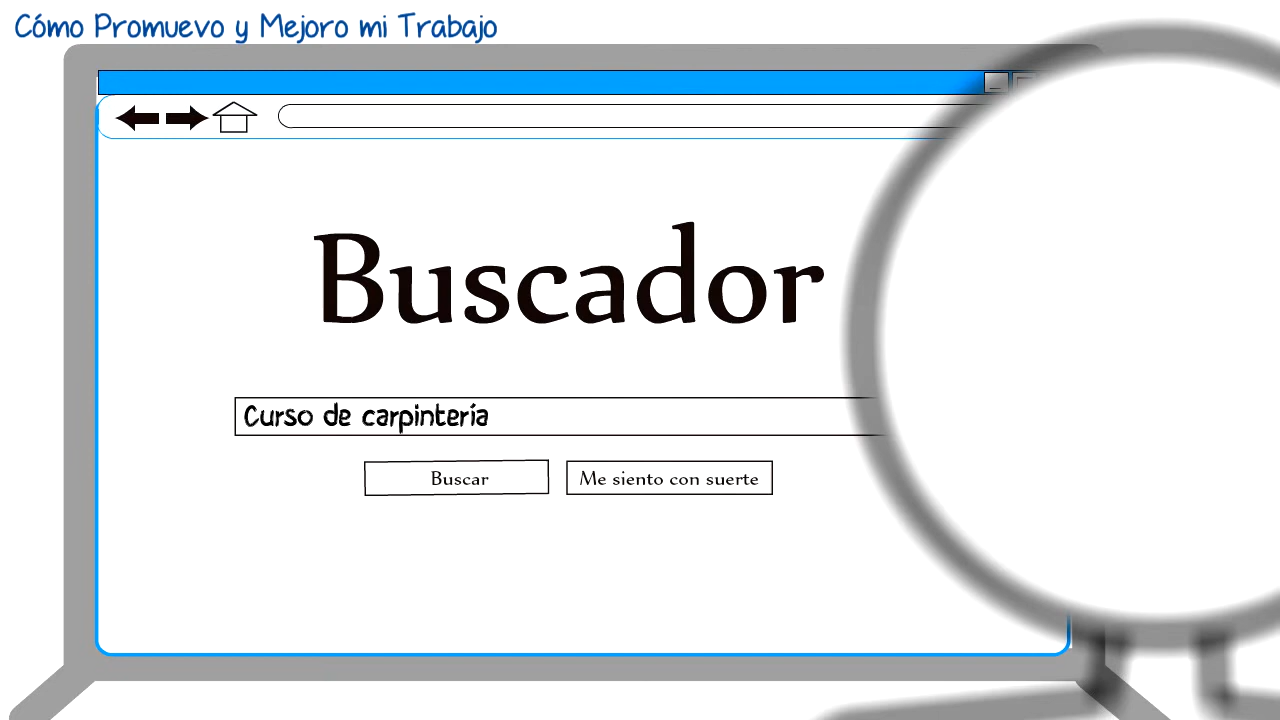 Cómo Promuevo y Mejoro mi Trabajo
Buscador
Curso de carpintería
Buscar
Me siento con suerte